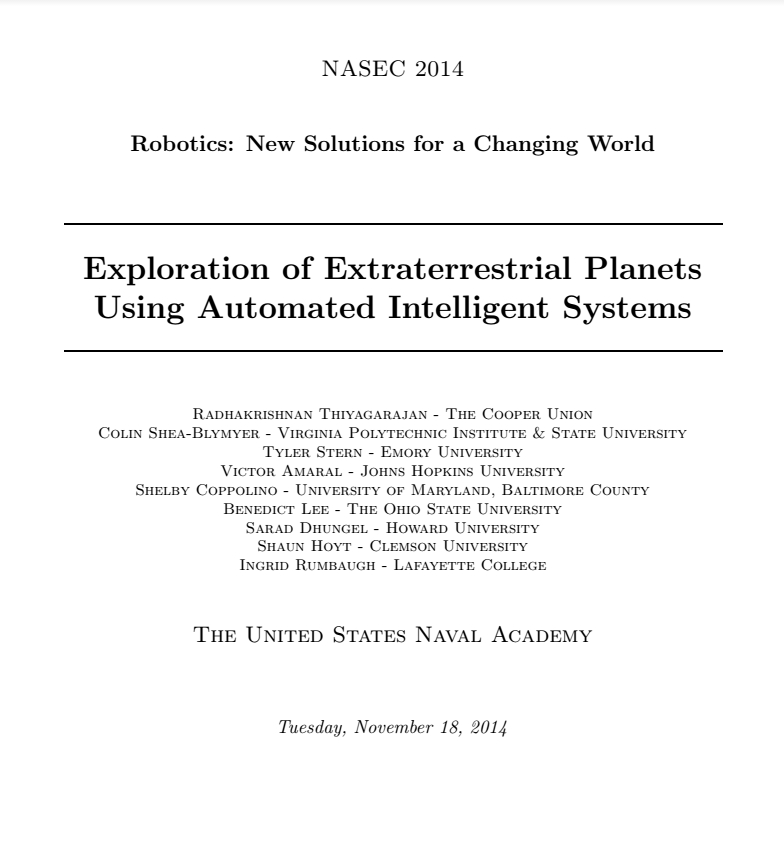 NASEC 2014
Robotics: New Solutions for a Changing World
Exploration of Extraterrestrial Planets
Using Automated Intelligent Systems
Radhakrishnan Thiyagarajan - The Cooper Union
Colin Shea-Blymyer - Virginia Polytechnic Institute & State University
Tyler Stern - Emory University
Victor Amaral - Johns Hopkins University
Shelby Coppolino - University of Maryland, Baltimore County
Benedict Lee - The Ohio State University
Sarad Dhungel - Howard University
Shaun Hoyt - Clemson University
Ingrid Rumbaugh - Lafayette College
The United States Naval Academy
Tuesday, November 18, 2014